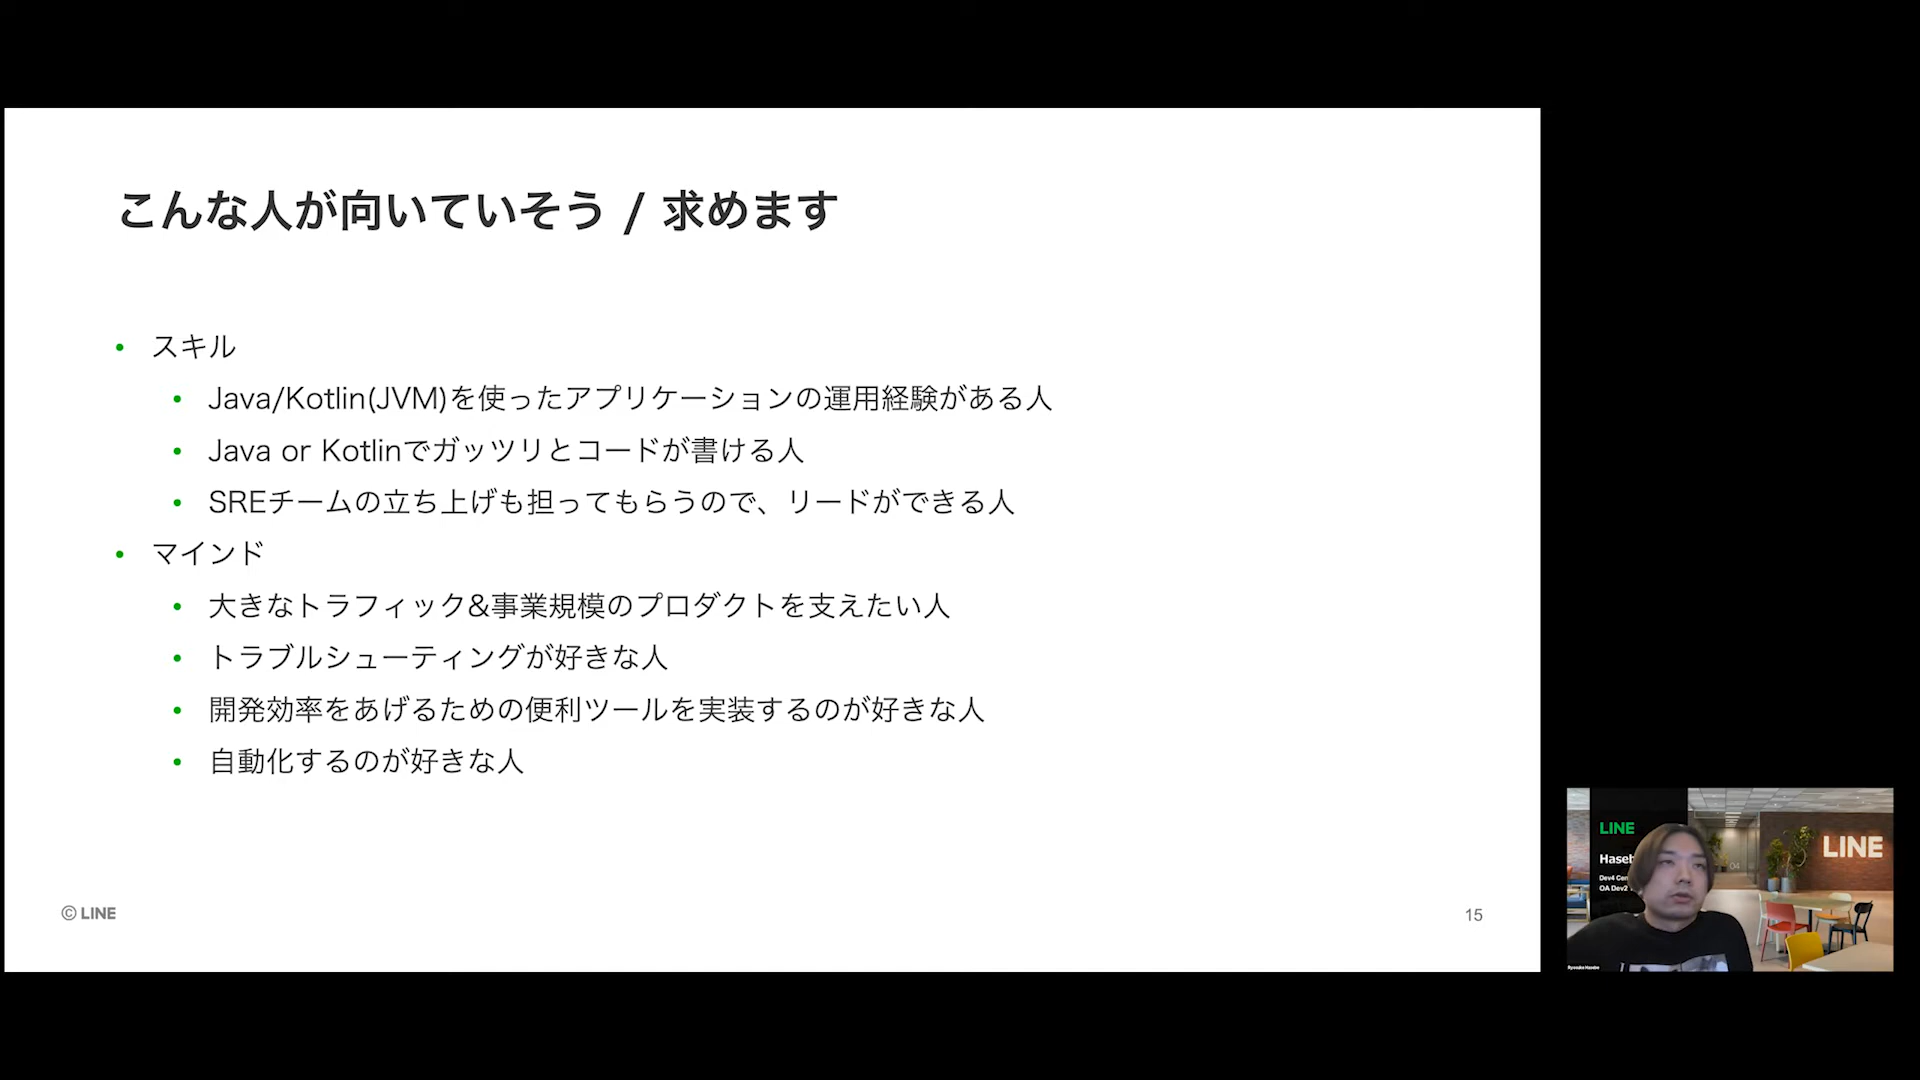 こんな人が向いていそう / 求めます
• スキル
• Java/Kotlin(JVM)を使ったアプリケーションの運用経験がある人
• Java or Kotlinでガッツリとコードが書ける人
• SREチームの立ち上げも担ってもらうので、リードができる人
• マインド
• 大きなトラフィック&事業規模のプロダクトを支えたい人
• トラブルシューティングが好きな人
• 開発効率をあげるための便利ツールを実装するのが好きな人
• 自動化するのが好きな人
© LINE
15
LINE
LINE
04
Dev4
OA Dev2